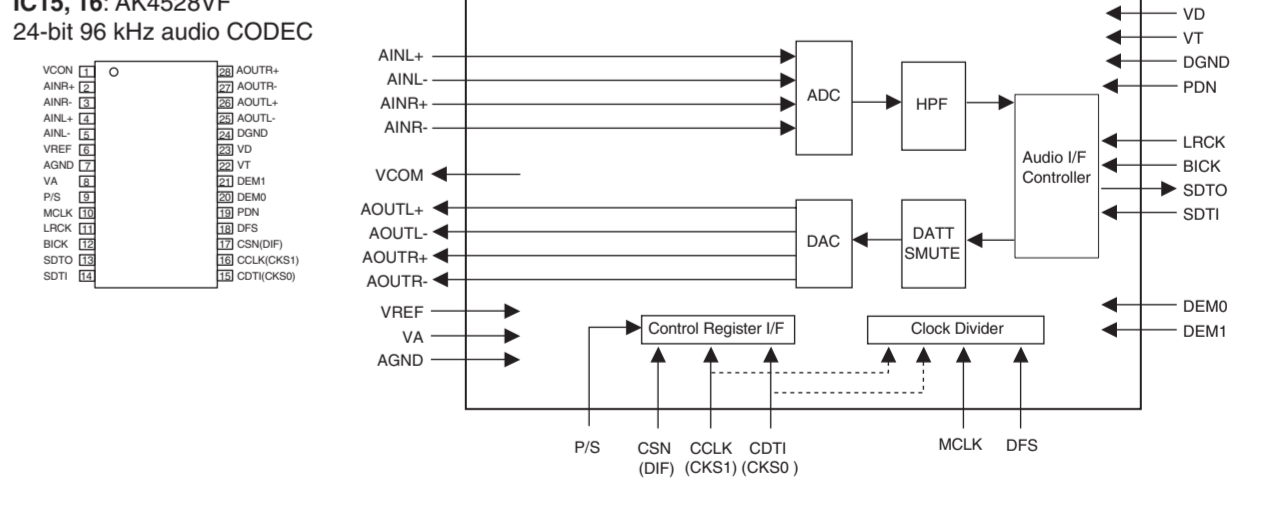 IC15, 16: AK4528VF
24-bit 96 kHz audio CODEC
VCON 1
AINR+ 2
AINR- 3
AINL+ 4
AINL- 5
VREF 6
AGND 7
VA 8
P/S 9
MCLK 10
LRCK 11
BICK 12
SDTO 13
SDTI 14
28 AOUTR+
27 AOUTR-
26 AOUTL+
25 AOUTL-
24 DGND
23 VD
22 VT
21 DEM1
20 DEM0
19 PDN
18 DFS
17 CSN(DIF)
16 CCLK(CKS1)
15 CDTI(CKS0)
AINL+
AINL-
AINR+
AINR-
VCOM
AOUTL+
AOUTL-
AOUTR+
AOUTR-
VREF
VA
AGND
ADC
HPF
Audio I/F
Controller
DAC
DATT
SMUTE
Control Register I/F
Clock Divider
VD
VT
DGND
PDN
LRCK
BICK
SDTO
SDTI
DEM0
DEM1
P/S
CSN
(DIF)
CCLK
(CKS1)
CDTI
(CKS0 )
MCLK
DFS